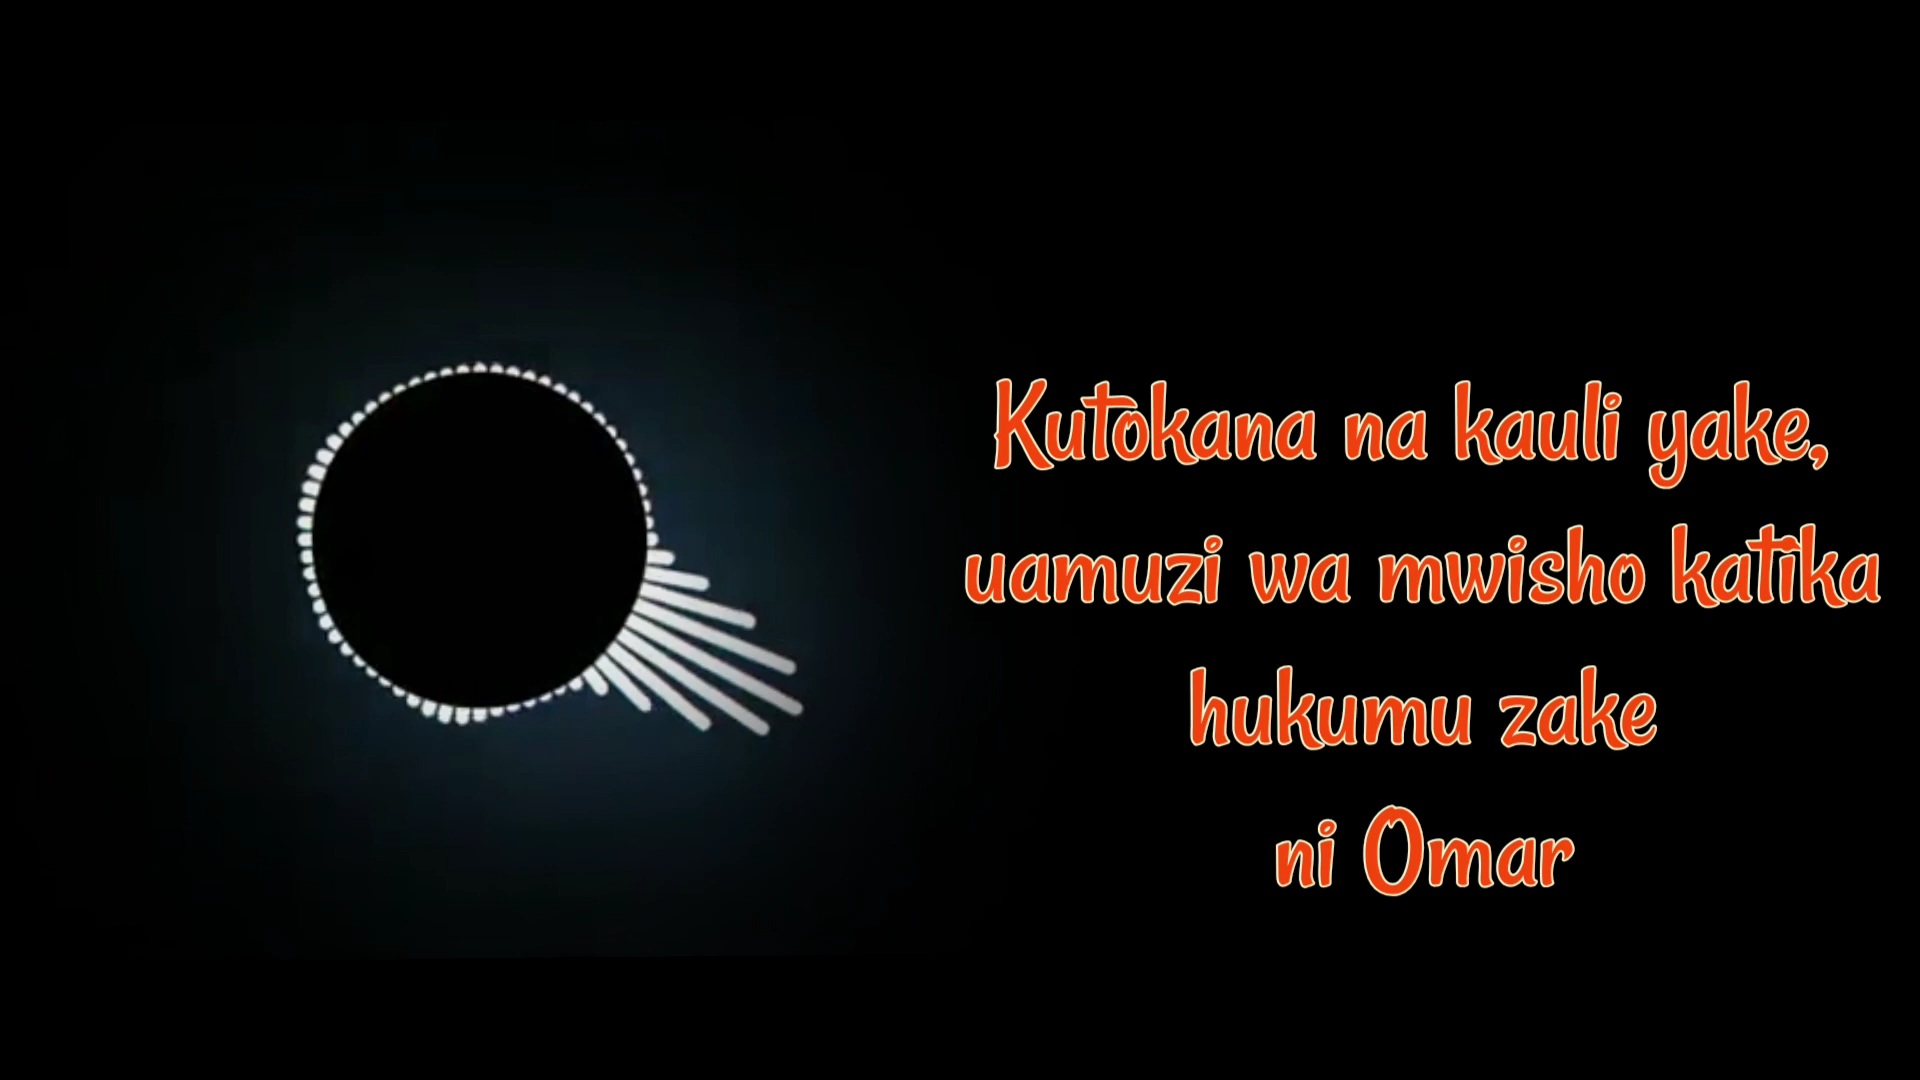 Kutokana na kauli yake,
uamuzi wa mwisho katika
hukumu zake
ni Omar